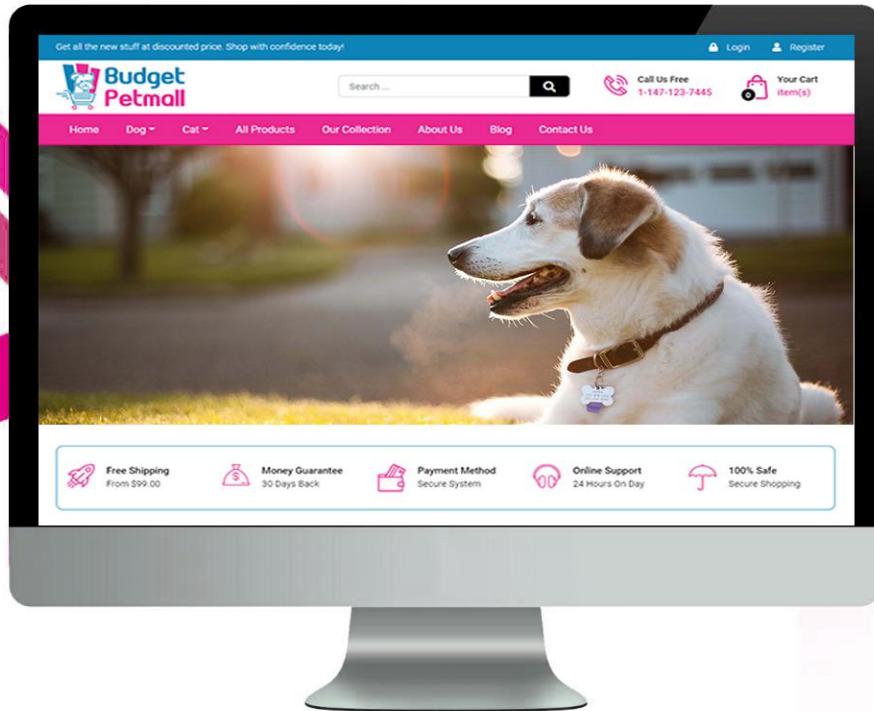 Get all the new stuff at discounted price. Shop with confidence today!
Login
Register
Budget
Petmall
Search ...
Call Us Free
1-147-123-7445
0
Your Cart
item(s)
Home Dog Cat All Products Our Collection About Us Blog Contact Us
Free Shipping
From $99.00
Money Guarantee
30 Days Back
Payment Method
Secure System
Online Support
24 Hours On Day
100% Safe
Secure Shopping